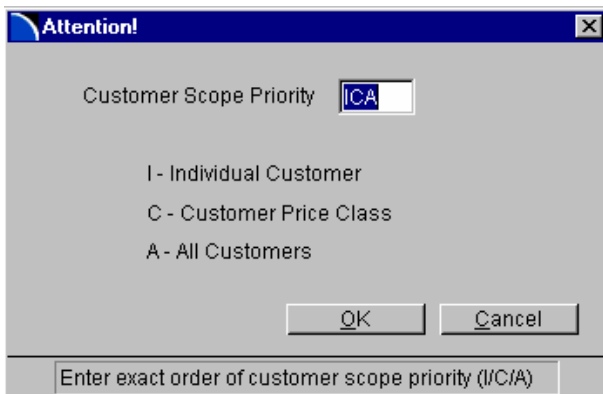 Attention!
Customer Scope Priority ICA
I - Individual Customer
C - Customer Price Class
A - All Customers
OK Cancel
Enter exact order of customer scope priority (I/C/A)